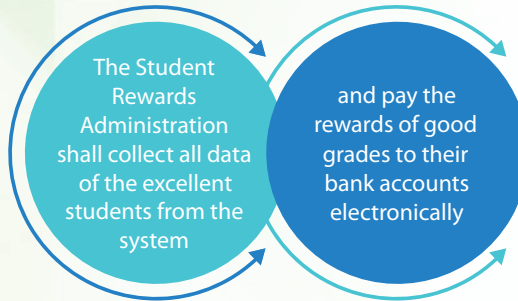 The Student
Rewards
Administration
shall collect all data
of the excellent
students from the
system
and pay the
rewards of good
grades to their
bank accounts
electronically